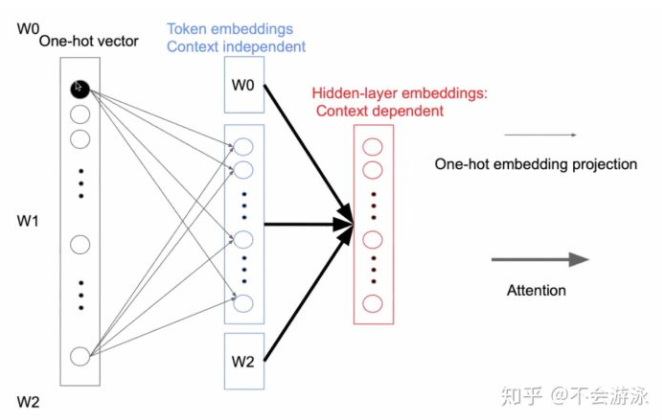 W0
One-hot vector
Token embeddings
Context independent
W0
Hidden-layer embeddings:
Context dependent
One-hot embedding projection
W1
Attention
W2
W2
知乎 @不会游泳